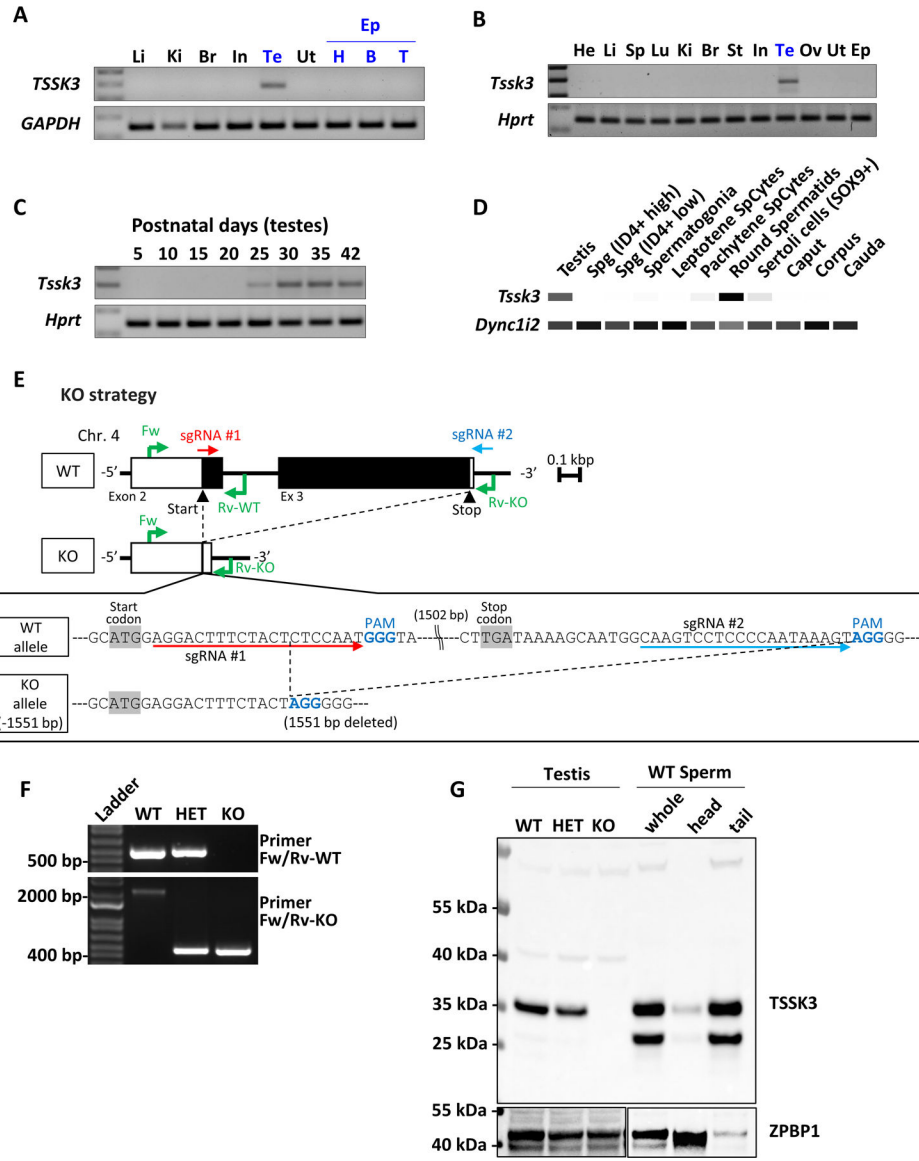 A
Ep
Li Ki Br In Te Ut H B T
TSSK3
GAPDH
B
He Li Sp Lu Ki Br St In Te Ov Ut Ep
Tssk3
Hprt
C
Postnatal days (testes)
5 10 15 20 25 30 35 42
Tssk3
Hprt
D
Testis
Spg (ID4+ high)
Spg (ID4+ low)
Spermatogonia
Leptotene SpCytes
Pachytene SpCytes
Round Spermatids
Sertoli cells (SOX9+)
Caput
Corpus
Cauda
Tssk3
Dync1i2
E
KO strategy
Chr. 4
Fw
sgRNA #1
sgRNA #2
0.1 kbp
WT
-5’
-3’
Exon 2
Start
Rv-WT
Ex 3
Stop
Rv-KO
Fw
KO
-5’
-3’
Rv-KO
Start codon
PAM
(1502 bp)
Stop codon
sgRNA #2
PAM
WT allele
---GCATGGAGGACTTTCTACTCTCCAATGGGTA---- ----CTTGATAAAAGCAATGGCAAGTCCTCCCCAATAAAGTAGGGG---
sgRNA #1
KO allele (-1551 bp)
---GCATGGAGGACTTTCTACTAGGGGG---
(1551 bp deleted)
F
Ladder
WT HET KO
500 bp-
Primer
Fw/Rv-WT
2000 bp-
Primer
Fw/Rv-KO
400 bp-
G
Testis
WT Sperm
WT HET KO
whole
head
tail
55 kDa -
40 kDa -
35 kDa -
TSSK3
25 kDa -
55 kDa -
ZPBP1
40 kDa -